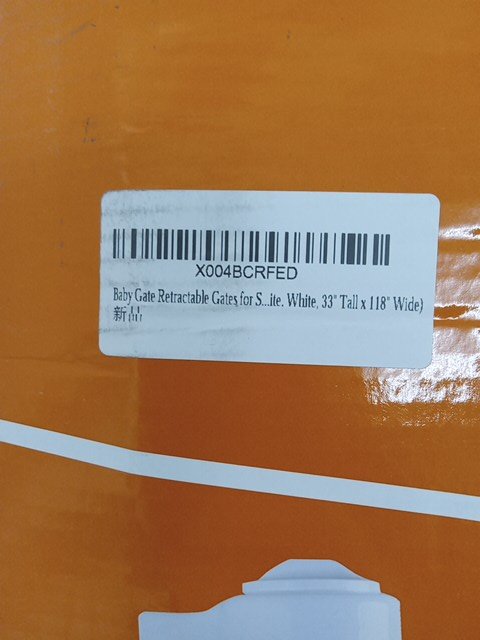 X004BCRFED
Baby Gate Retractable Gates for S...ite, White, 33" Tall x 118" Wide)
新品